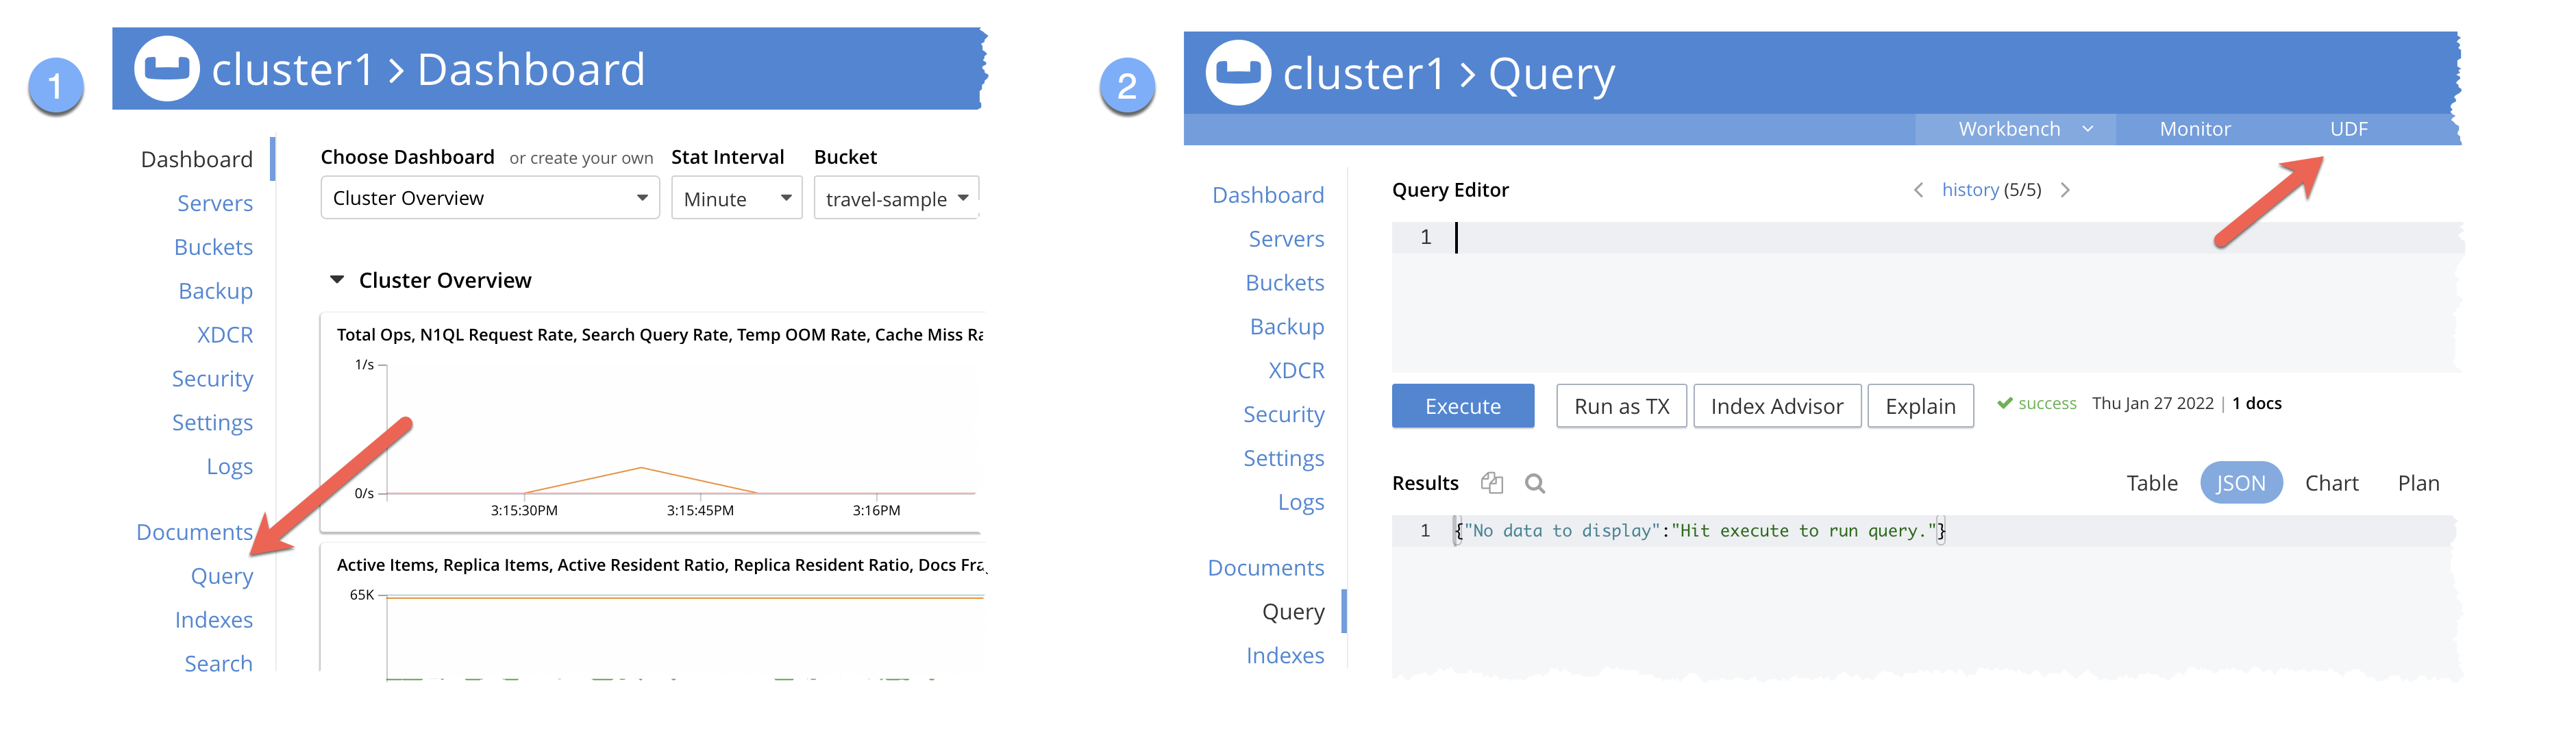 1
cluster1 > Dashboard
Dashboard
Servers
Buckets
Backup
XDCR
Security
Settings
Logs
Documents
Query
Indexes
Search
Choose Dashboard or create your own Stat Interval Bucket
Cluster Overview Minute travel-sample
Cluster Overview
Total Ops, N1QL Request Rate, Search Query Rate, Temp OOM Rate, Cache Miss
1/s
0/s
3:15:30PM 3:15:45PM 3:16PM
Active Items, Replica Items, Active Resident Ratio, Replica Resident Ratio, Docs
65K
2
cluster1 > Query
Workbench Monitor UDF
Dashboard
Servers
Buckets
Backup
XDCR
Security
Settings
Logs
Documents
Query
Indexes
Query Editor < history (5/5) >
1
Execute Run as TX Index Advisor Explain success Thu Jan 27 2022 | 1 docs
Results Table JSON Chart Plan
1 {"No data to display":"Hit execute to run query."}